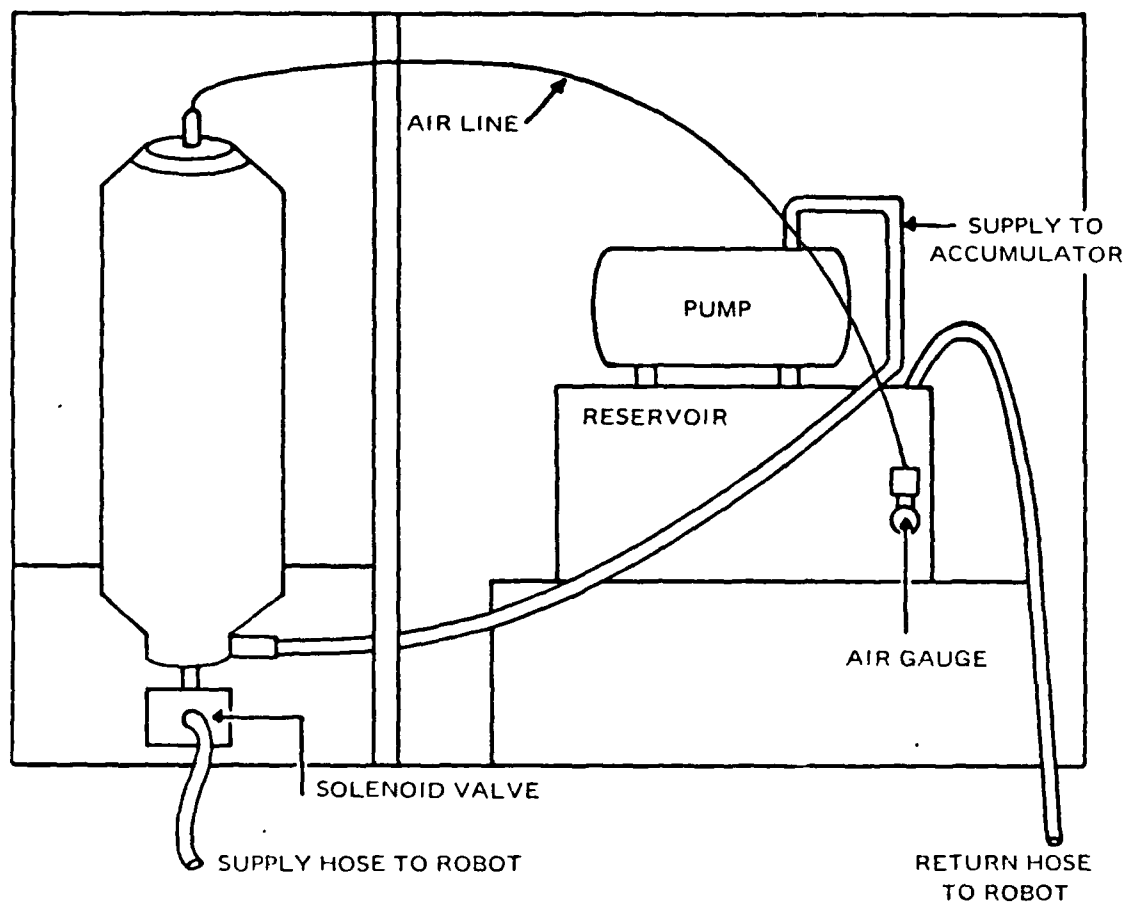 AIR LINE
SUPPLY TO
ACCUMULATOR
PUMP
RESERVOIR
AIR GAUGE
SOLENOID VALVE
SUPPLY HOSE TO ROBOT
RETURN HOSE
TO ROBOT